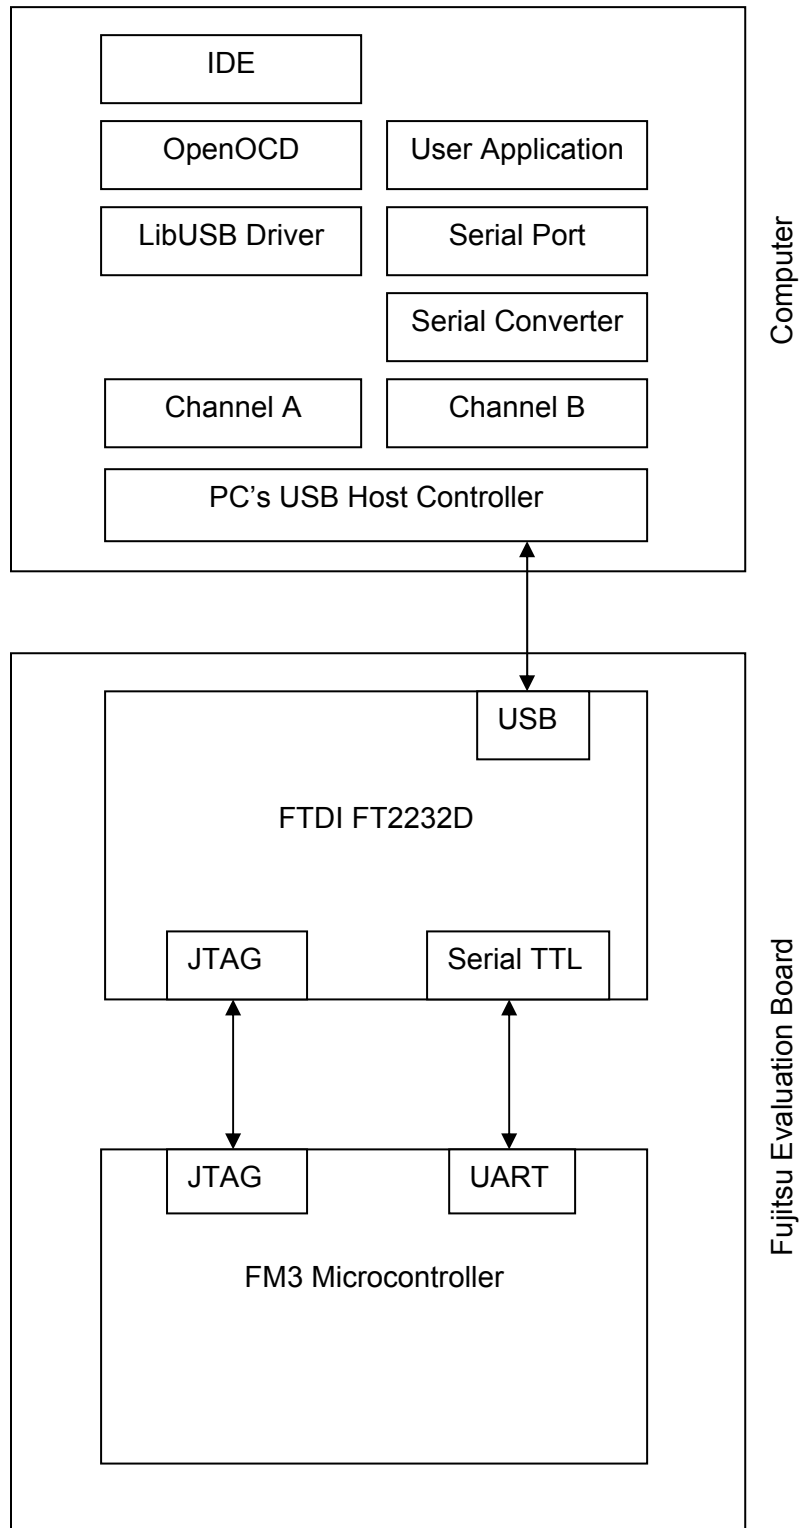 IDE
OpenOCD
User Application
LibUSB Driver
Serial Port
Serial Converter
Channel A
Channel B
PC’s USB Host Controller
Computer
USB
FTDI FT2232D
JTAG
Serial TTL
JTAG
UART
FM3 Microcontroller
Fujitsu Evaluation Board